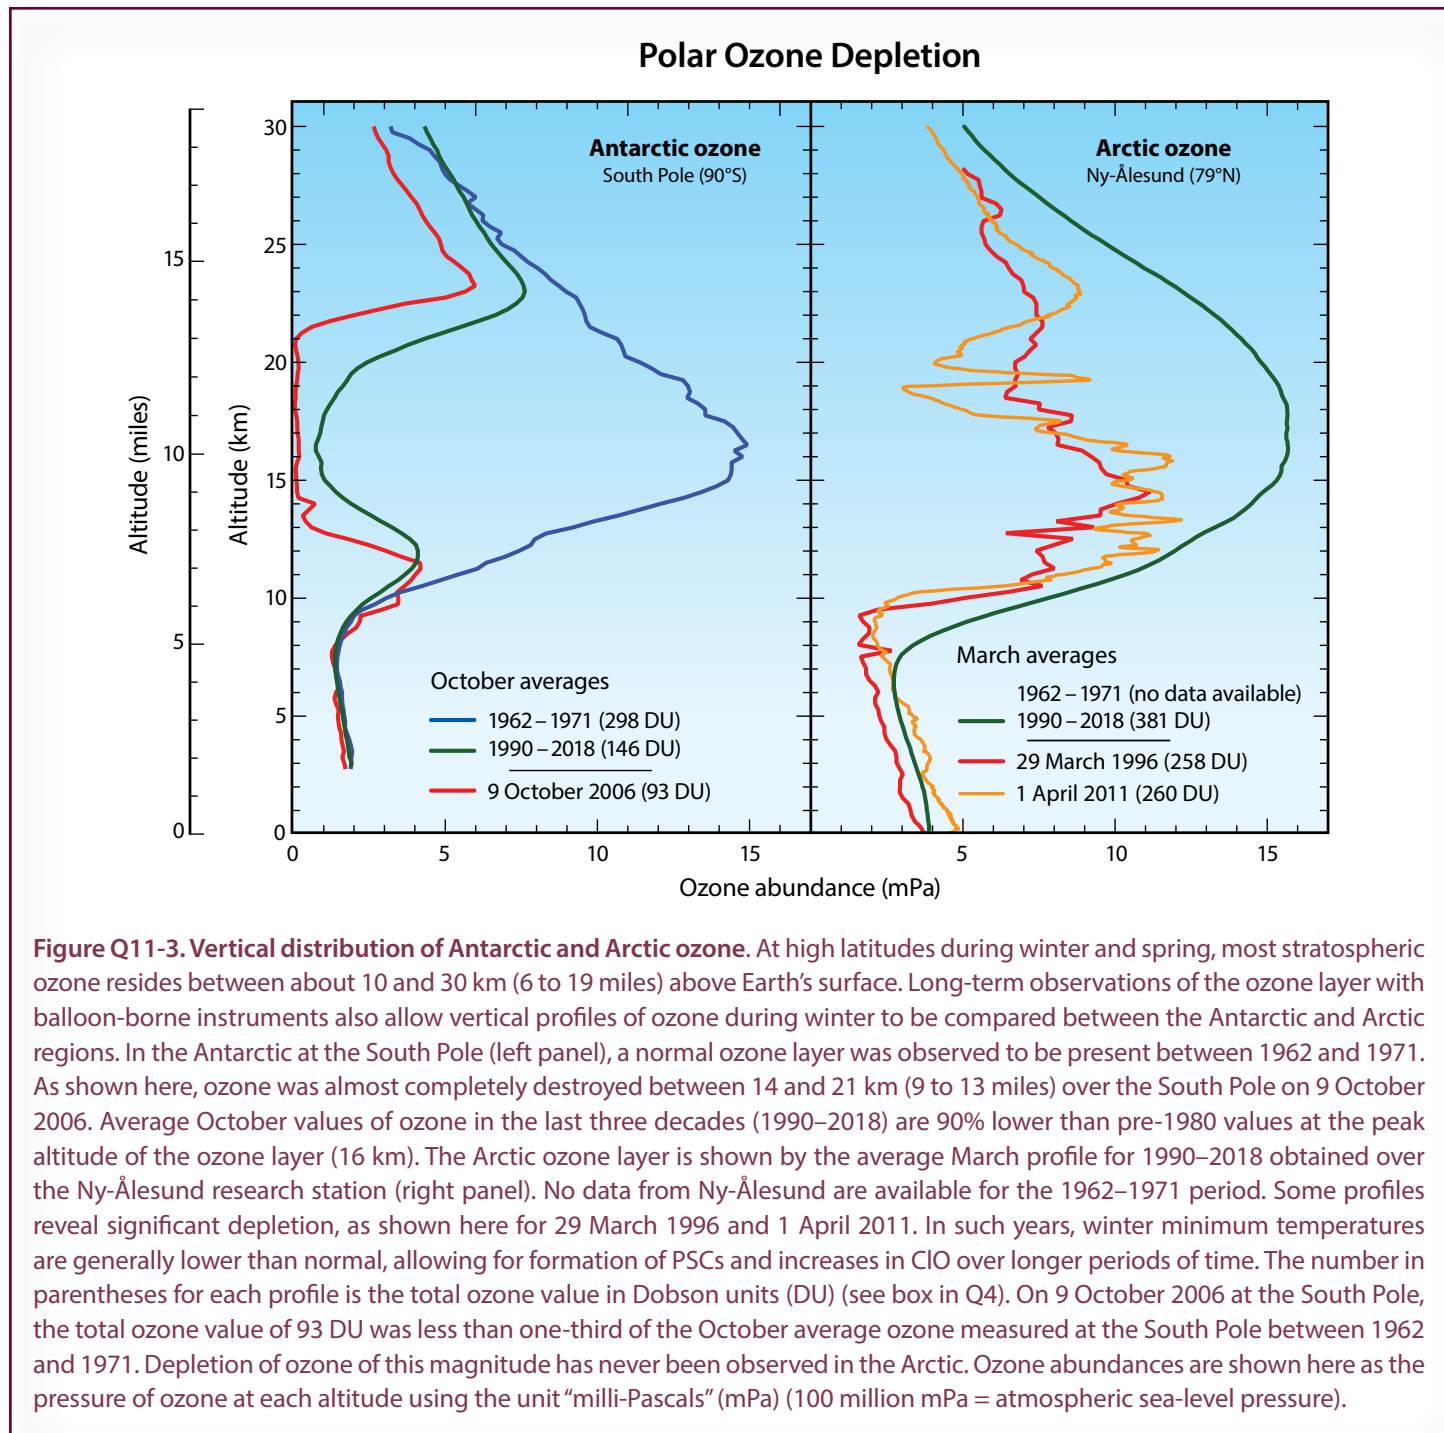 Polar Ozone Depletion
Antarctic ozone
South Pole (90°S)
Arctic ozone
Ny-Ålesund (79°N)
Altitude (miles)
15
10
5
0
Altitude (km)
30
25
20
15
10
5
0
October averages
1962–1971 (298 DU)
1990–2018 (146 DU)
9 October 2006 (93 DU)
March averages
1962–1971 (no data available)
1990–2018 (381 DU)
29 March 1996 (258 DU)
1 April 2011 (260 DU)
0 5 10 15 5 10 15
Ozone abundance (mPa)
Figure Q11-3. Vertical distribution of Antarctic and Arctic ozone. At high latitudes during winter and spring, most stratospheric
ozone resides between about 10 and 30 km (6 to 19 miles) above Earth’s surface. Long-term observations of the ozone layer with
balloon-borne instruments also allow vertical profiles of ozone during winter to be compared between the Antarctic and Arctic
regions. In the Antarctic at the South Pole (left panel), a normal ozone layer was observed to be present between 1962 and 1971.
As shown here, ozone was almost completely destroyed between 14 and 21 km (9 to 13 miles) over the South Pole on 9 October
2006. Average October values of ozone in the last three decades (1990–2018) are 90% lower than pre-1980 values at the peak
altitude of the ozone layer (16 km). The Arctic ozone layer is shown by the average March profile for 1990–2018 obtained over
the Ny-Ålesund research station (right panel). No data from Ny-Ålesund are available for the 1962–1971 period. Some profiles
reveal significant depletion, as shown here for 29 March 1996 and 1 April 2011. In such years, winter minimum temperatures
are generally lower than normal, allowing for formation of PSCs and increases in ClO over longer periods of time. The number in
parentheses for each profile is the total ozone value in Dobson units (DU) (see box in Q4). On 9 October 2006 at the South Pole,
the total ozone value of 93 DU was less than one-third of the October average ozone measured at the South Pole between 1962
and 1971. Depletion of ozone of this magnitude has never been observed in the Arctic. Ozone abundances are shown here as the
pressure of ozone at each altitude using the unit “milli-Pascals” (mPa) (100 million mPa = atmospheric sea-level pressure).